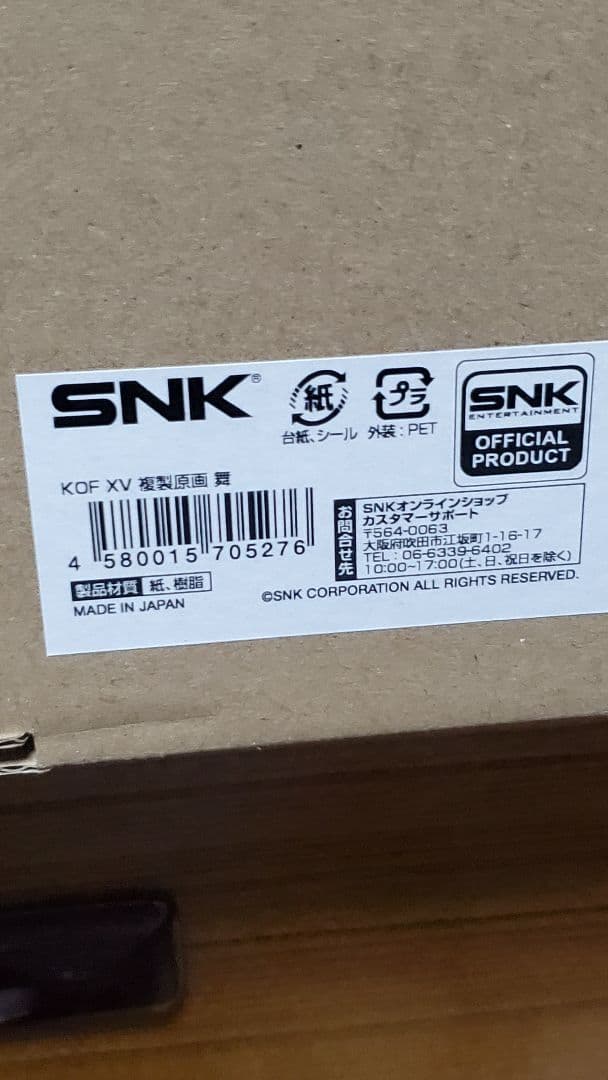 SNK®
紙
プラ
台紙、シール 外装:PET
SNK
ENTERTAINMENT
OFFICIAL
PRODUCT
KOF XV 複製原画 舞
4 580015 705276
製品材質 紙、樹脂
MADE IN JAPAN
お問合せ先
SNKオンラインショップ
カスタマーサポート
〒564-0063
大阪府吹田市江坂町1-16-17
TEL:06-6339-6402
10:00~17:00(土、日、祝日を除く)
©SNK CORPORATION ALL RIGHTS RESERVED.